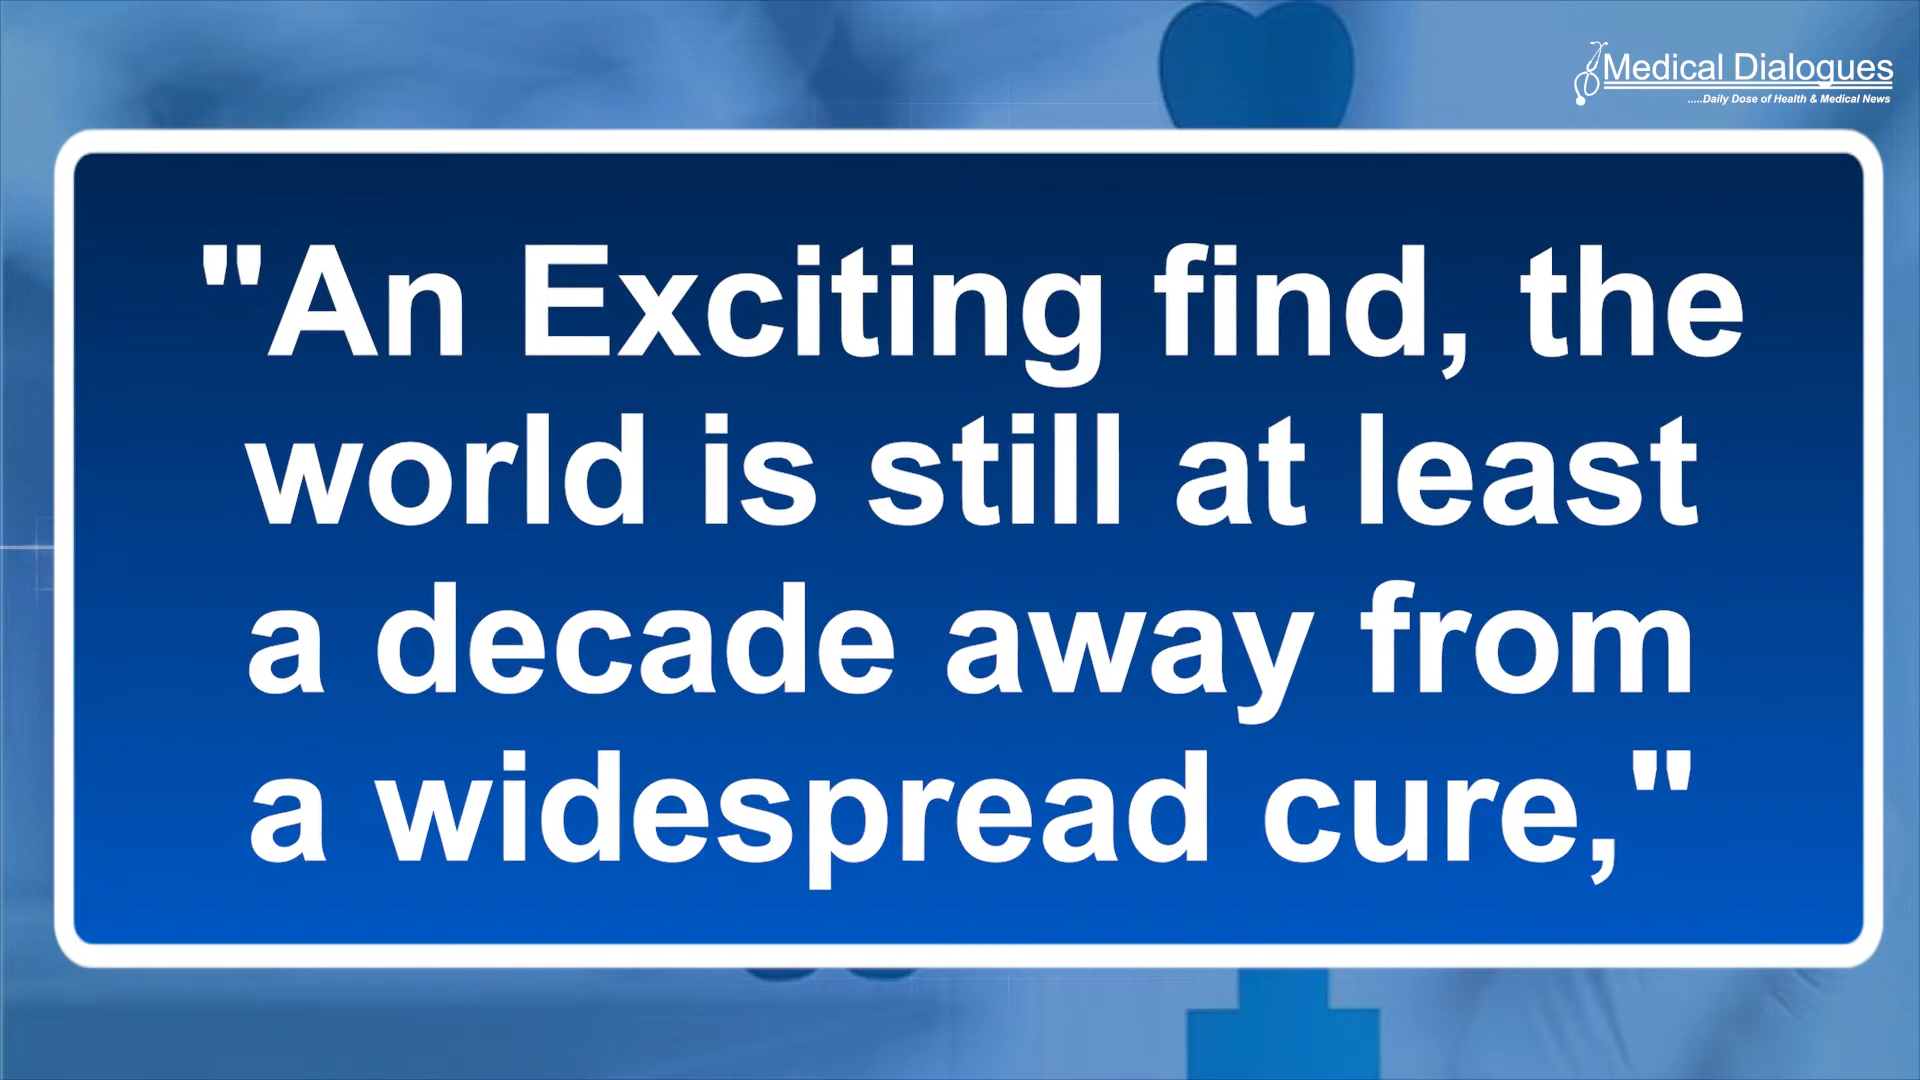 Medical Dialogues
.....Daily Dose of Health & Medical News
"An Exciting find, the
world is still at least
a decade away from
a widespread cure,"